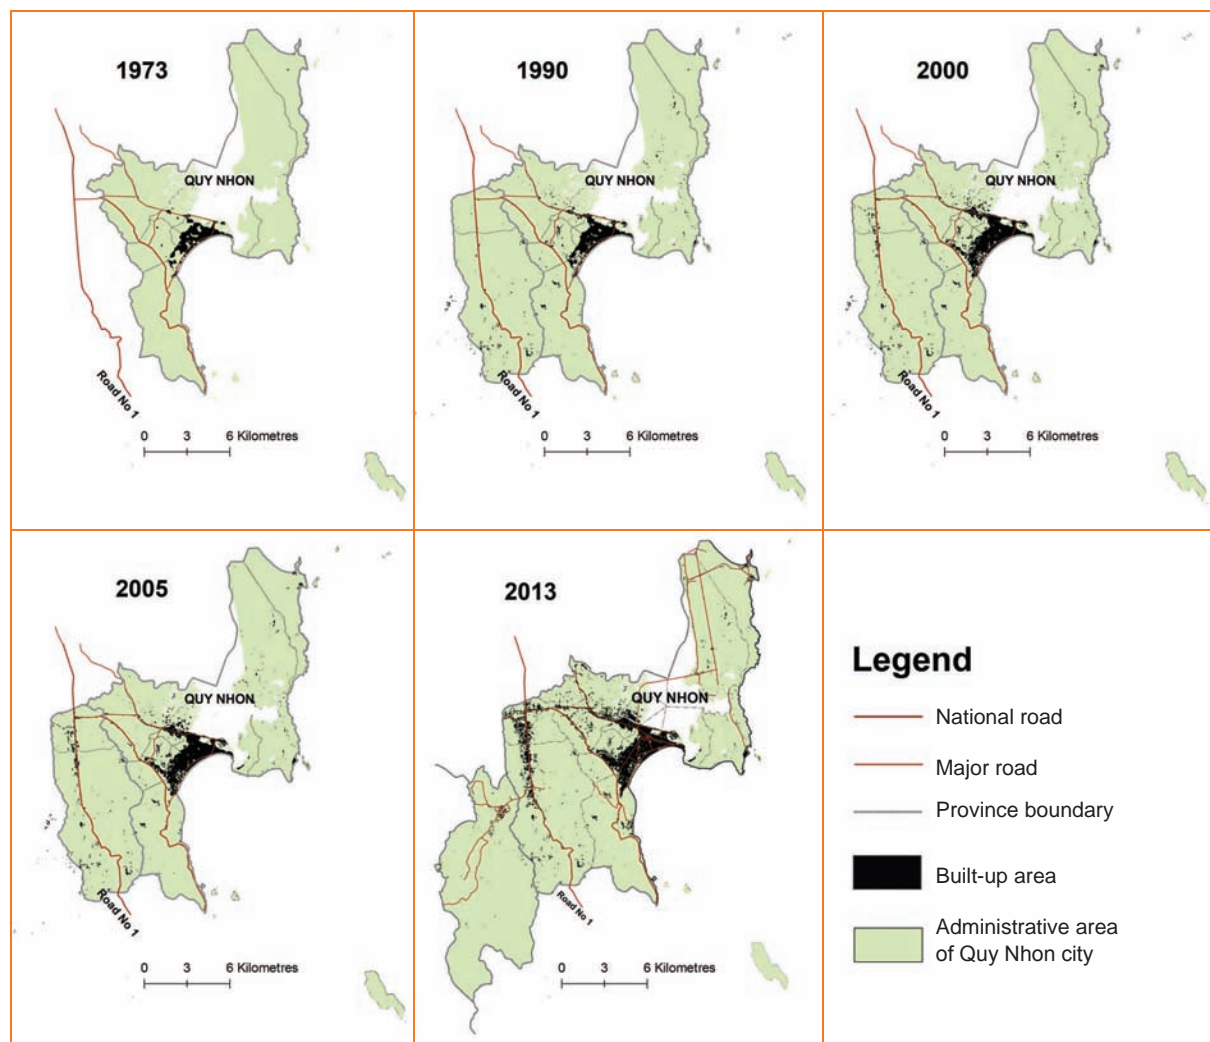 1973
QUY NHON
Road No 1
0 3 6 Kilometres
1990
QUY NHON
Road No 1
0 3 6 Kilometres
2000
QUY NHON
Road No 1
0 3 6 Kilometres
2005
QUY NHON
Road No 1
0 3 6 Kilometres
2013
QUY NHON
Road No 1
0 3 6 Kilometres
Legend
National road
Major road
Province boundary
Built-up area
Administrative area
of Quy Nhon city